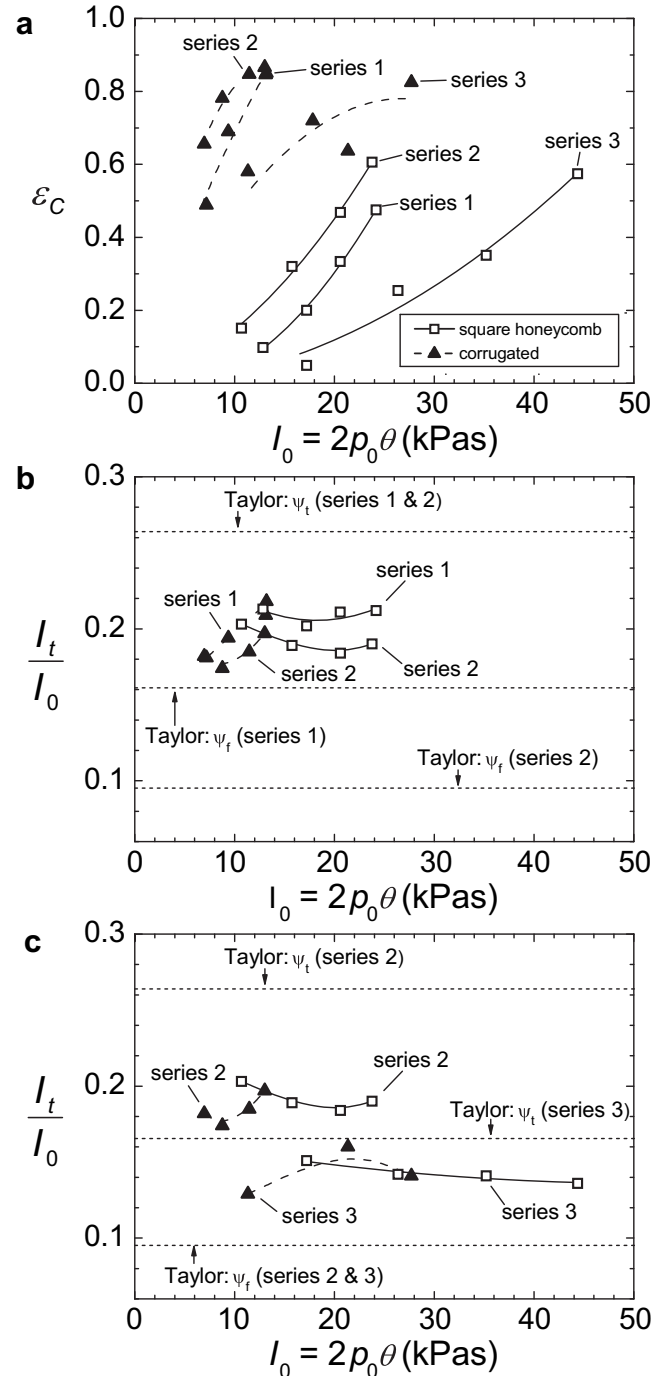 a
1.0
0.8
0.6
0.4
0.2
0.0
ε_C
series 2
series 1
series 3
series 2
series 1
series 3
square honeycomb
corrugated
0 10 20 30 40 50
I_0 = 2p_0θ (kPas)
b
0.3
0.2
0.1
I_t
I_0
Taylor: ψ_t (series 1 & 2)
series 1
series 1
series 2
series 2
Taylor: ψ_f (series 1)
Taylor: ψ_f (series 2)
0 10 20 30 40 50
I_0 = 2p_0θ (kPas)
c
0.3
0.2
0.1
I_t
I_0
Taylor: ψ_t (series 2)
series 2
series 2
Taylor: ψ_t (series 3)
series 3
series 3
Taylor: ψ_f (series 2 & 3)
0 10 20 30 40 50
I_0 = 2p_0θ (kPas)